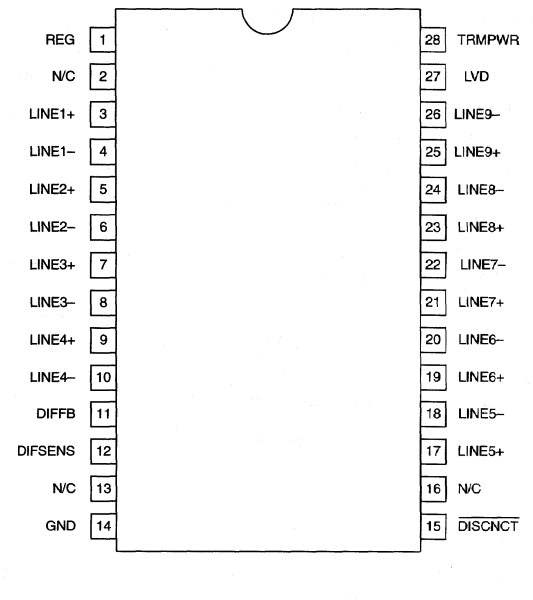 REG 1 28 TRMPWR
N/C 2 27 LVD
LINE1+ 3 26 LINE9–
LINE1– 4 25 LINE9+
LINE2+ 5 24 LINE8–
LINE2– 6 23 LINE8+
LINE3+ 7 22 LINE7–
LINE3– 8 21 LINE7+
LINE4+ 9 20 LINE6–
LINE4– 10 19 LINE6+
DIFFB 11 18 LINE5–
DIFSENS 12 17 LINE5+
N/C 13 16 N/C
GND 14 15 DISCNCT